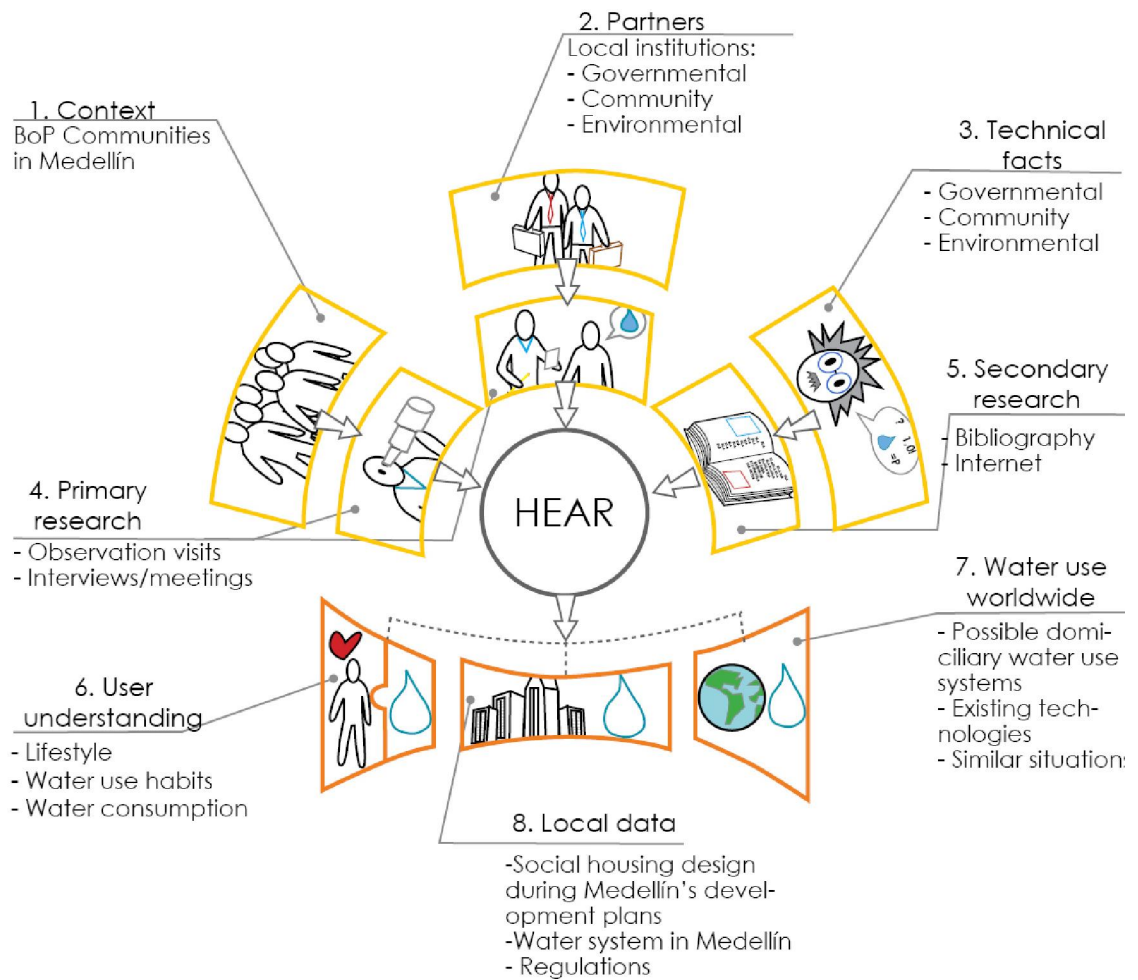 2. Partners
Local institutions:
- Governmental
- Community
- Environmental
1. Context
BoP Communities
in Medellín
3. Technical
facts
- Governmental
- Community
- Environmental
5. Secondary
research
- Bibliography
- Internet
4. Primary
research
- Observation visits
- Interviews/meetings
HEAR
7. Water use
worldwide
- Possible domi-
ciliary water use
systems
- Existing tech-
nologies
- Similar situations
6. User
understanding
- Lifestyle
- Water use habits
- Water consumption
8. Local data
-Social housing design
during Medellín's devel-
opment plans
-Water system in Medellín
- Regulations